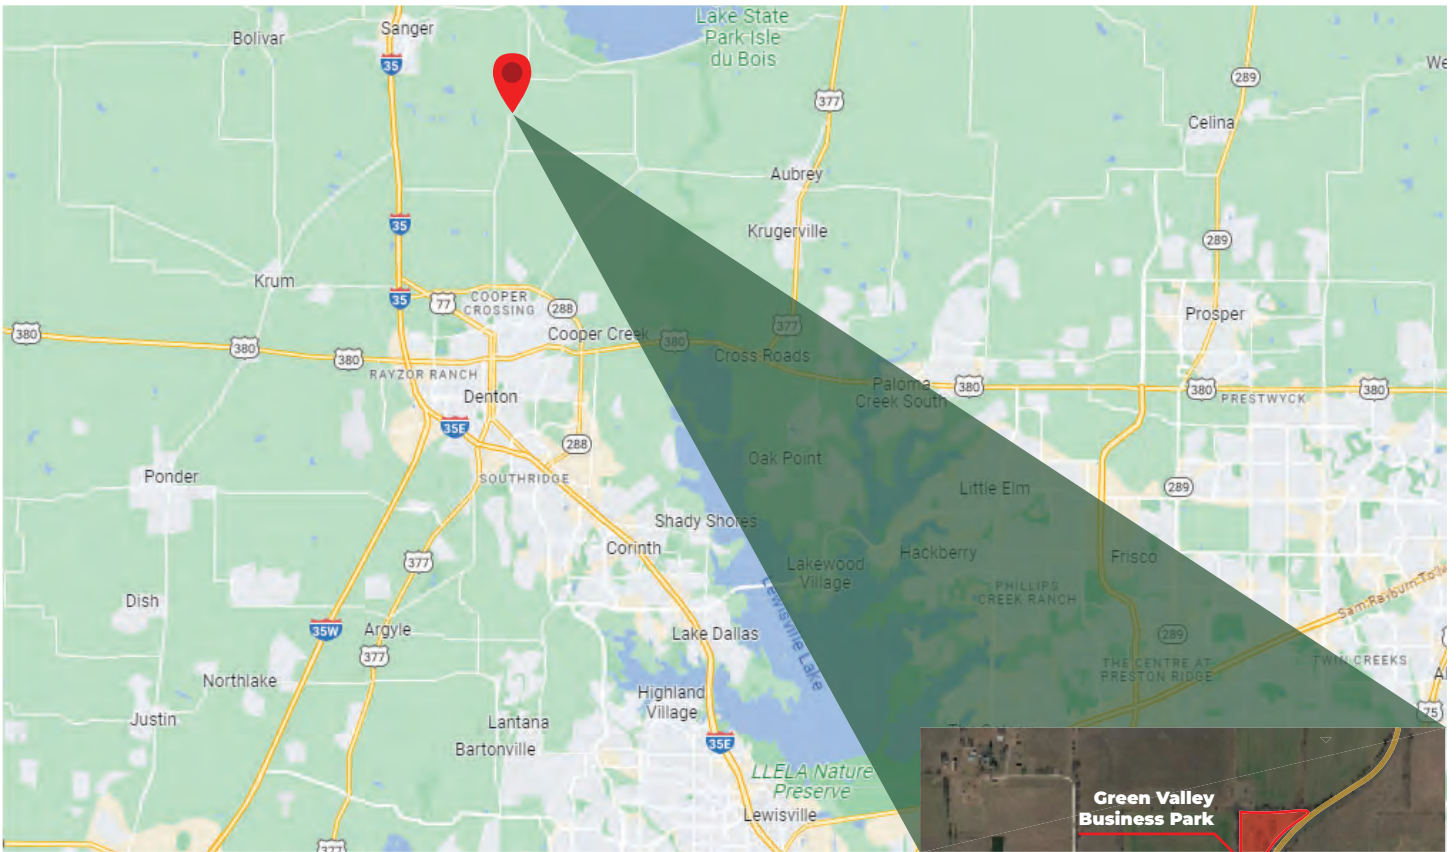 Lake State
Park Isle
du Bois
Bolivar
Sanger
35
We
289
377
Celina
Aubrey
35
Krugerville
289
Krum
35
77
COOPER
CROSSING
288
Prosper
380
380
380
Cooper Creek
380
377
Cross Roads
RAYZOR RANCH
Denton
Paloma
Creek South
380
380
PRESTWYCK
380
35E
288
Oak Point
Ponder
SOUTHRIDGE
Little Elm
289
Shady Shores
Corinth
Hackberry
Frisco
377
Lakewood
Village
PHILLIPS
CREEK RANCH
Sam Rayburn Tollw
Dish
35W
Argyle
Lake Dallas
Lewisville Lake
289
377
THE CENTRE AT
PRESTON RIDGE
TWIN CREEKS
Northlake
Highland
Village
Al
Justin
Lantana
75
Bartonville
35E
LLELA Nature
Preserve
Lewisville
377
Green Valley
Business Park